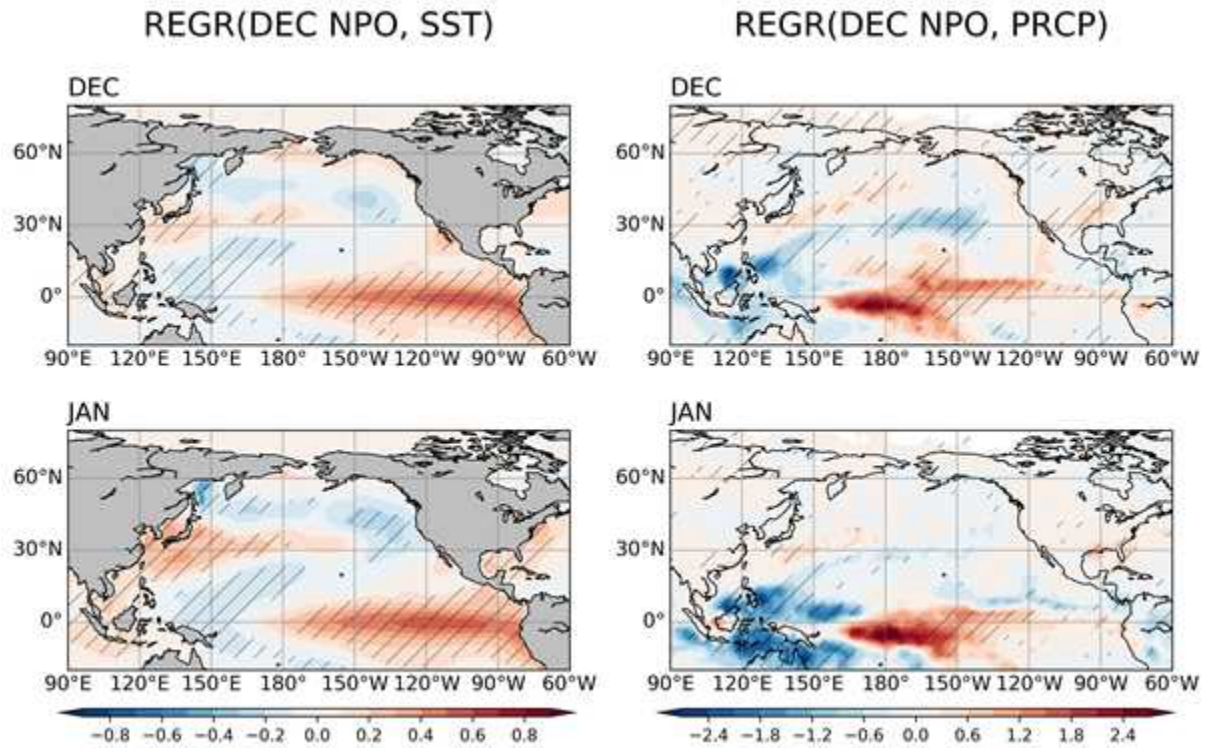 REGR(DEC NPO, SST)
REGR(DEC NPO, PRCP)
DEC
60°N
30°N
0°
90°E 120°E 150°E 180° 150°W 120°W 90°W 60°W
DEC
60°N
30°N
0°
90°E 120°E 150°E 180° 150°W 120°W 90°W 60°W
JAN
60°N
30°N
0°
90°E 120°E 150°E 180° 150°W 120°W 90°W 60°W
JAN
60°N
30°N
0°
90°E 120°E 150°E 180° 150°W 120°W 90°W 60°W
−0.8 −0.6 −0.4 −0.2 0.0 0.2 0.4 0.6 0.8
−2.4 −1.8 −1.2 −0.6 0.0 0.6 1.2 1.8 2.4